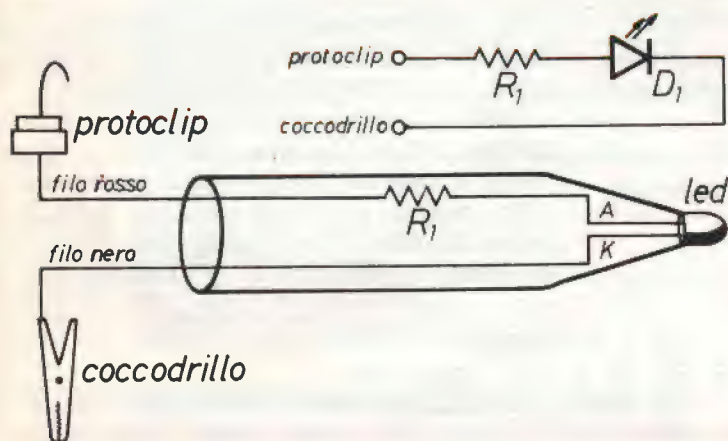 protoclip
R1
D1
coccodrillo
protoclip
filo rosso
R1
A
led
K
filo nero
coccodrillo